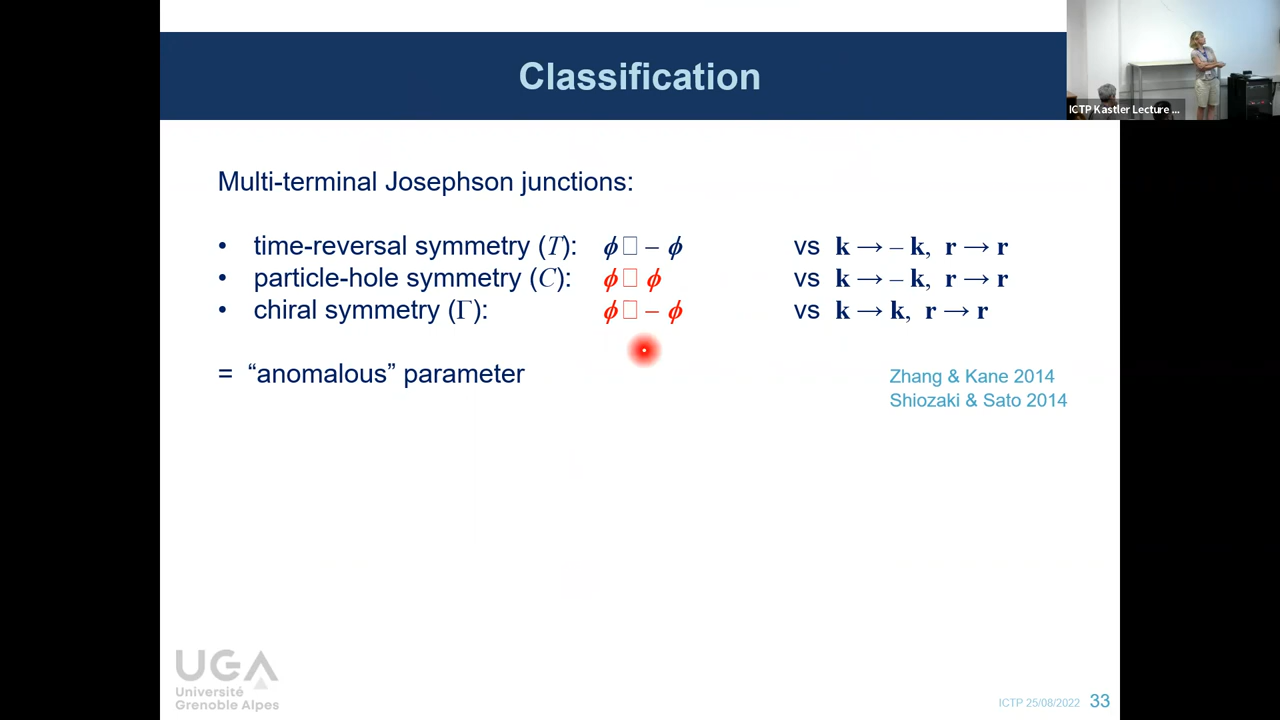 Classification
ICTP Kastler Lecture ...
Multi-terminal Josephson junctions:
• time-reversal symmetry (T): ϕ □ – ϕ vs k → – k, r → r
• particle-hole symmetry (C): ϕ □ ϕ vs k → – k, r → r
• chiral symmetry (Γ): ϕ □ – ϕ vs k → k, r → r
= “anomalous” parameter
Zhang & Kane 2014
Shiozaki & Sato 2014
UGA
Université
Grenoble Alpes
ICTP 25/08/2022 33